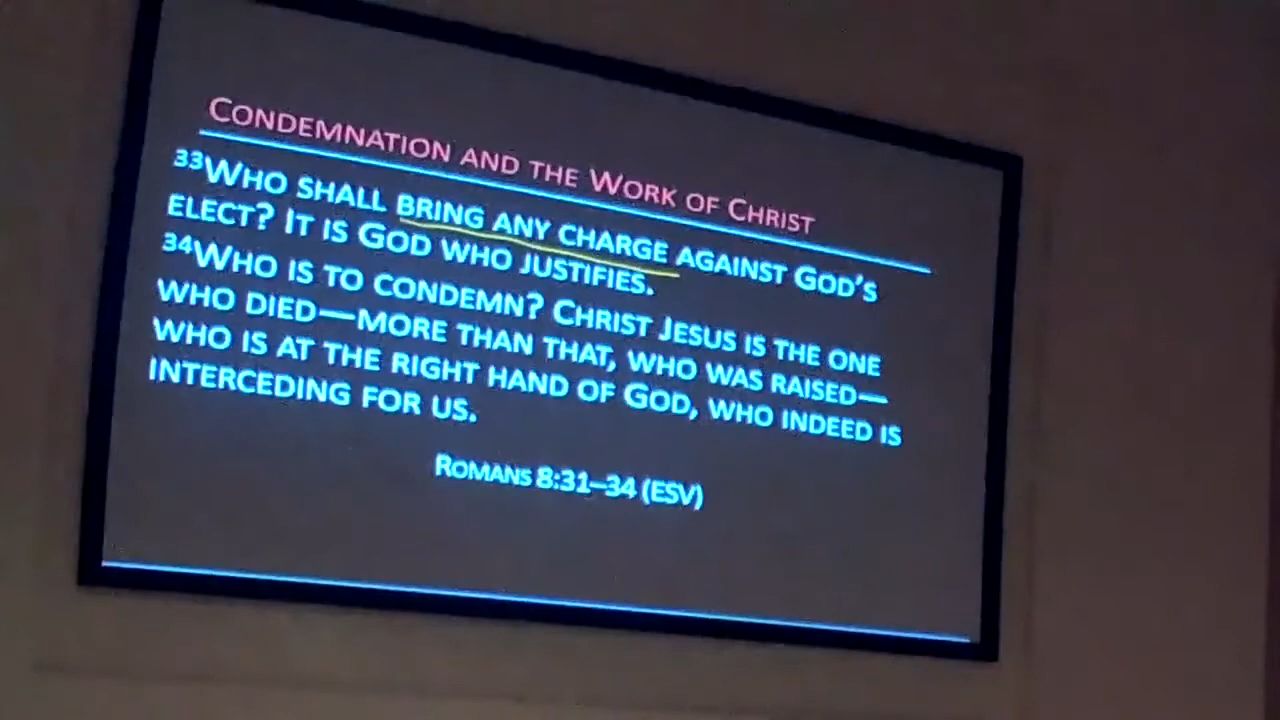 CONDEMNATION AND THE WORK OF CHRIST
33WHO SHALL BRING ANY CHARGE AGAINST GOD'S
ELECT? IT IS GOD WHO JUSTIFIES.
34WHO IS TO CONDEMN? CHRIST JESUS IS THE ONE
WHO DIED—MORE THAN THAT, WHO WAS RAISED—
WHO IS AT THE RIGHT HAND OF GOD, WHO INDEED IS
INTERCEDING FOR US.
ROMANS 8:31–34 (ESV)